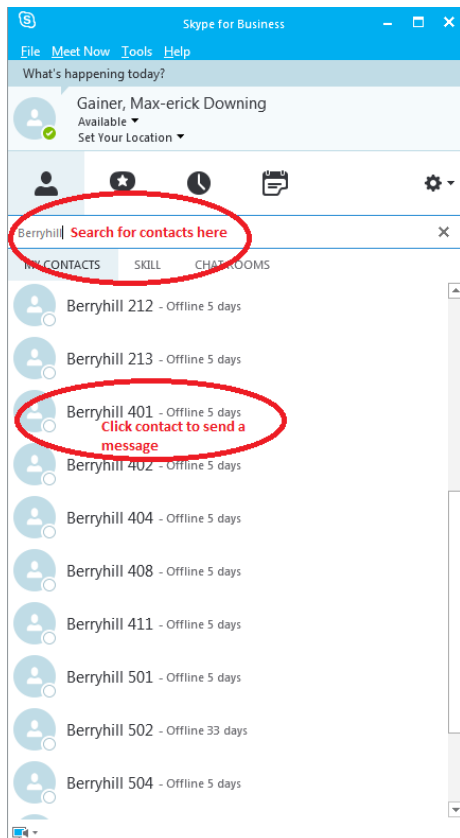 Skype for Business
File Meet Now Tools Help
What's happening today?
Gainer, Max-erick Downing
Available
Set Your Location
Berryhill Search for contacts here
MY CONTACTS SKILL CHAT ROOMS
Berryhill 212 - Offline 5 days
Berryhill 213 - Offline 5 days
Berryhill 401 - Offline 5 days
Click contact to send a
message
Berryhill 402 - Offline 5 days
Berryhill 404 - Offline 5 days
Berryhill 408 - Offline 5 days
Berryhill 411 - Offline 5 days
Berryhill 501 - Offline 5 days
Berryhill 502 - Offline 33 days
Berryhill 504 - Offline 5 days